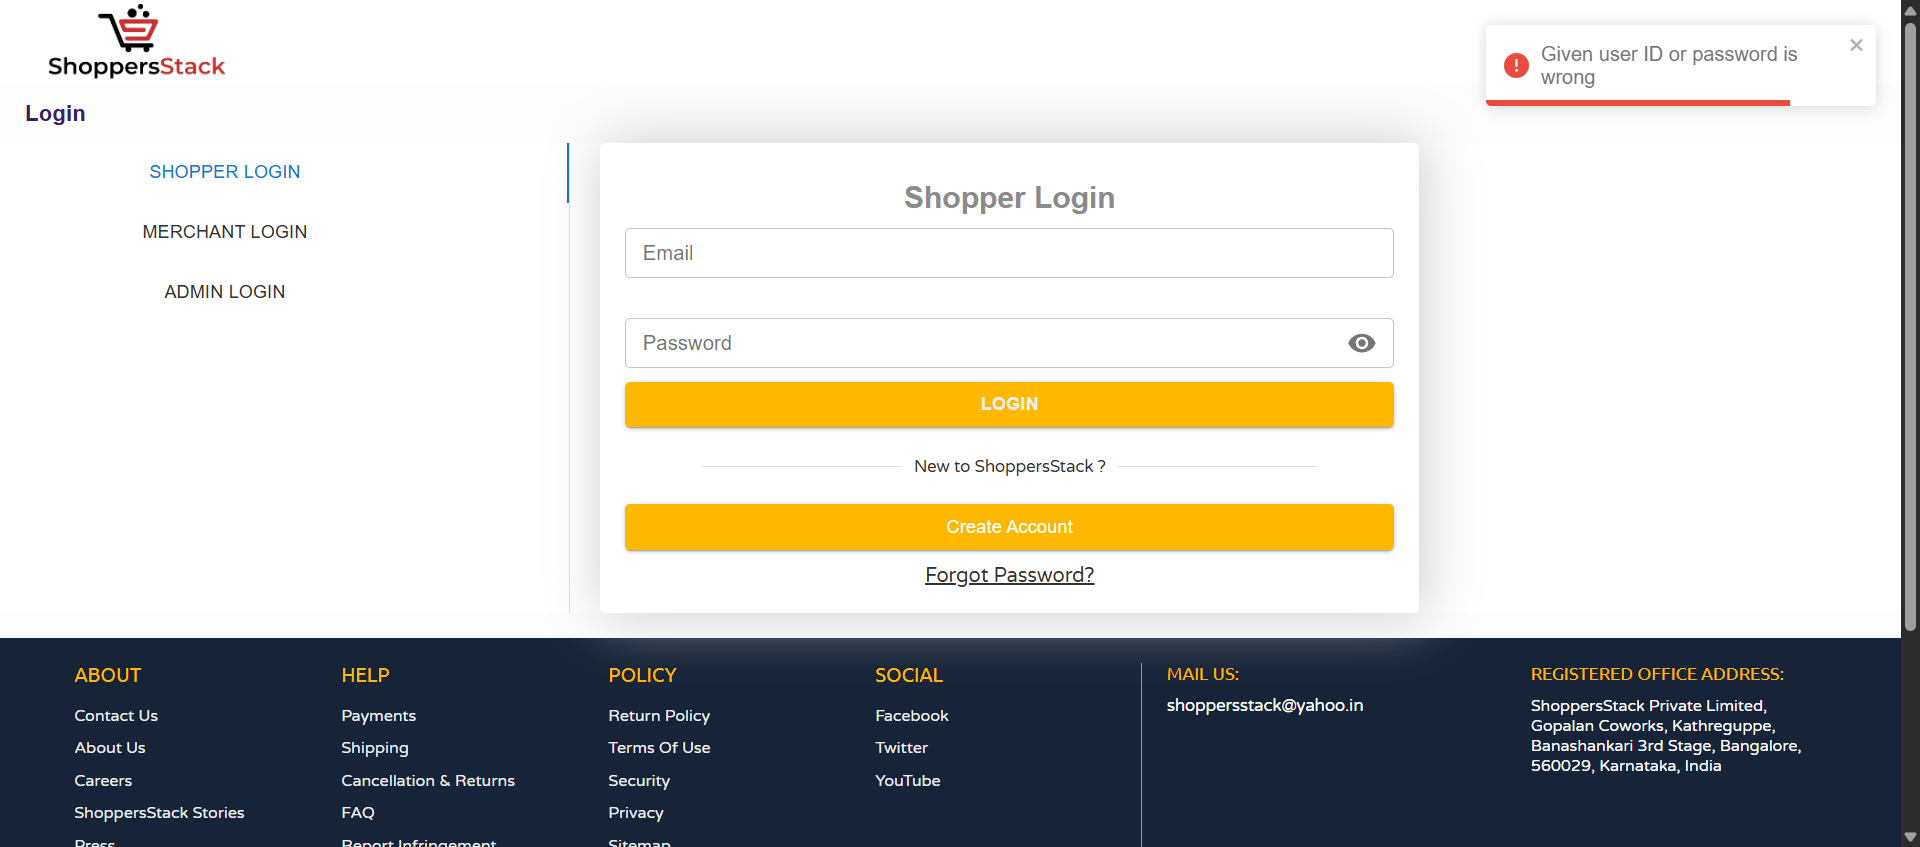 ShoppersStack
Given user ID or password is
wrong
Login
SHOPPER LOGIN
MERCHANT LOGIN
ADMIN LOGIN
Shopper Login
Email
Password
LOGIN
New to ShoppersStack ?
Create Account
Forgot Password?
ABOUT
Contact Us
About Us
Careers
ShoppersStack Stories
Press
HELP
Payments
Shipping
Cancellation & Returns
FAQ
Report Infringement
POLICY
Return Policy
Terms Of Use
Security
Privacy
Sitemap
SOCIAL
Facebook
Twitter
YouTube
MAIL US:
shoppersstack@yahoo.in
REGISTERED OFFICE ADDRESS:
ShoppersStack Private Limited,
Gopalan Coworks, Kathreguppe,
Banashankari 3rd Stage, Bangalore,
560029, Karnataka, India